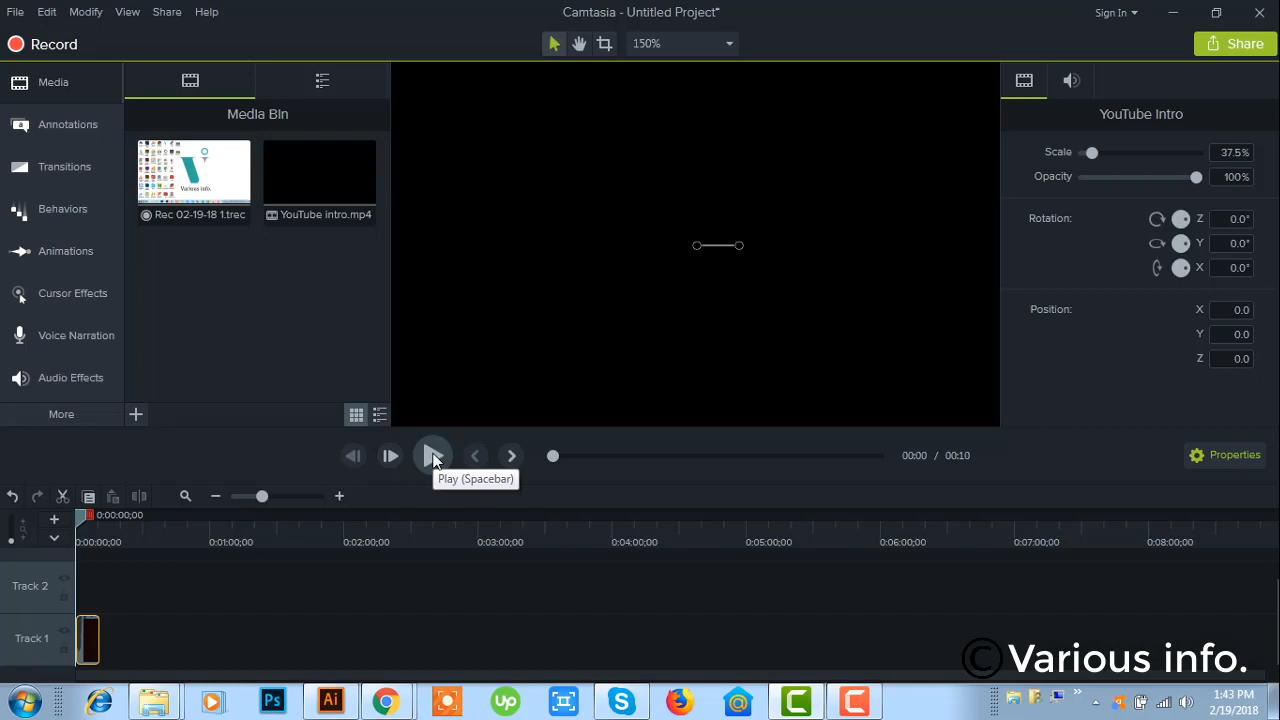 File Edit Modify View Share Help
Camtasia - Untitled Project*
Sign In
Record
150%
Share
Media
Annotations
Transitions
Behaviors
Animations
Cursor Effects
Voice Narration
Audio Effects
More
Media Bin
Various info.
Rec 02-19-18 1.trec
YouTube intro.mp4
YouTube Intro
Scale 37.5%
Opacity 100%
Rotation: Z 0.0°
Y 0.0°
X 0.0°
Position: X 0.0
Y 0.0
Z 0.0
00:00 / 00:10
Properties
Play (Spacebar)
0:00:00;00
0:00:00;00 0:01:00;00 0:02:00;00 0:03:00;00 0:04:00;00 0:05:00;00 0:06:00;00 0:07:00;00 0:08:00;00
Track 2
Track 1
© Various info.
Ps
Ai
up
1:43 PM
2/19/2018